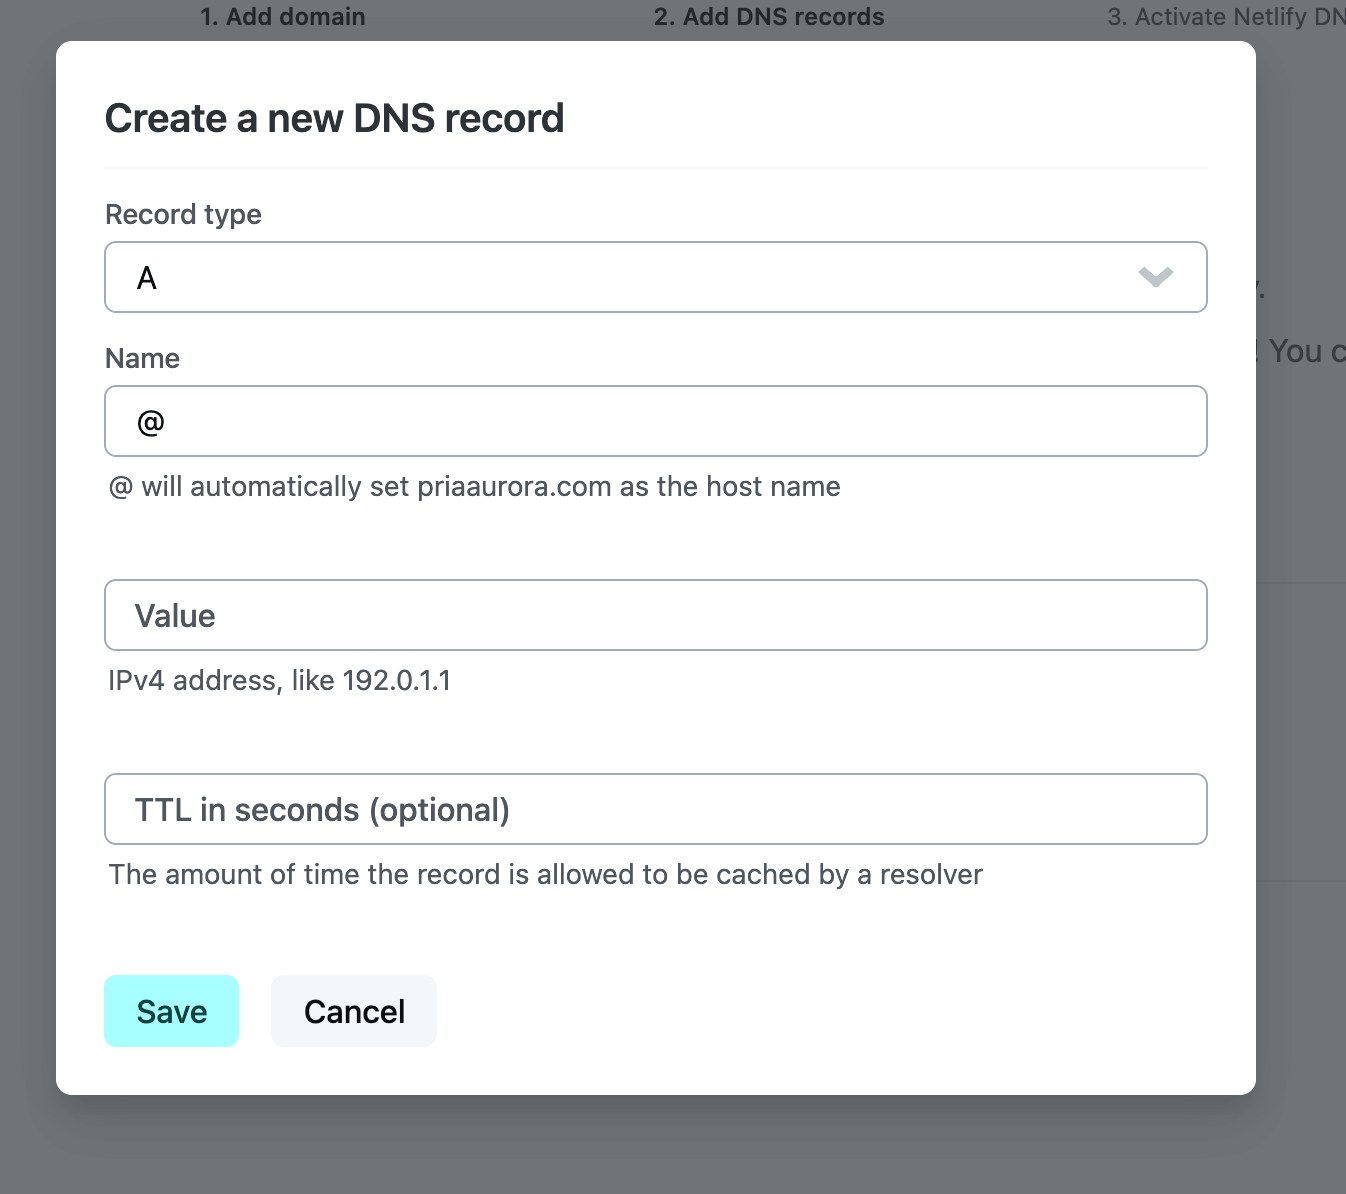 1. Add domain
2. Add DNS records
3. Activate Netlify
Create a new DNS record
Record type
A
Name
@
@ will automatically set priaaurora.com as the host name
! You
Value
IPv4 address, like 192.0.1.1
TTL in seconds (optional)
The amount of time the record is allowed to be cached by a resolver
Save
Cancel